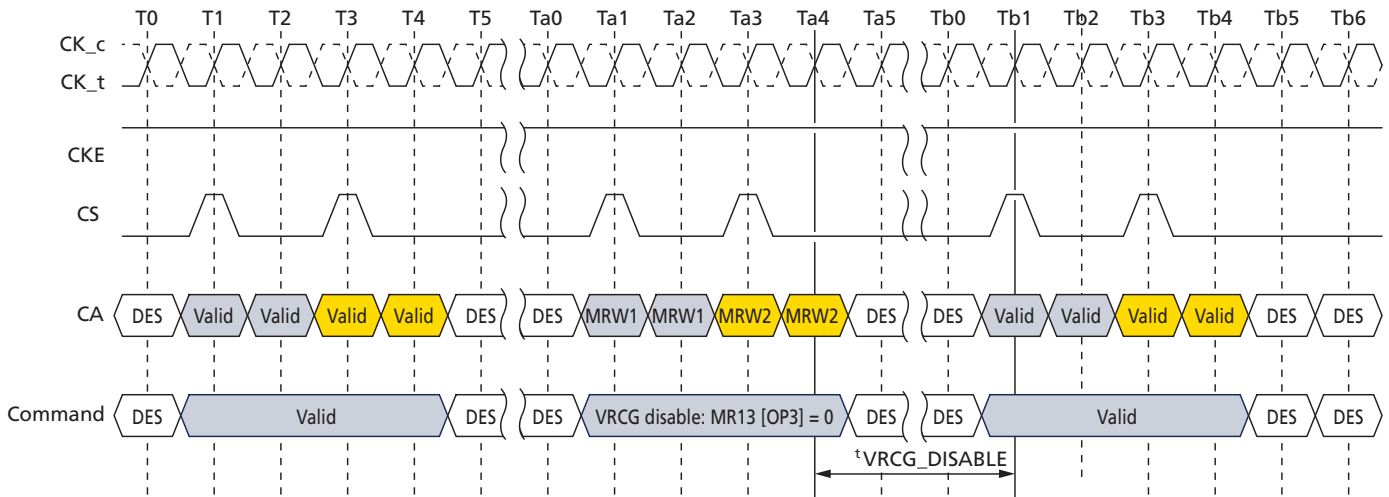 T0 T1 T2 T3 T4 T5 Ta0 Ta1 Ta2 Ta3 Ta4 Ta5 Tb0 Tb1 Tb2 Tb3 Tb4 Tb5 Tb6
CK_c
CK_t
CKE
CS
CA DES Valid Valid Valid Valid DES DES MRW1 MRW1 MRW2 MRW2 DES DES Valid Valid Valid Valid DES DES
Command DES Valid DES DES VRCG disable: MR13 [OP3] = 0 DES DES Valid DES DES
tVRCG_DISABLE